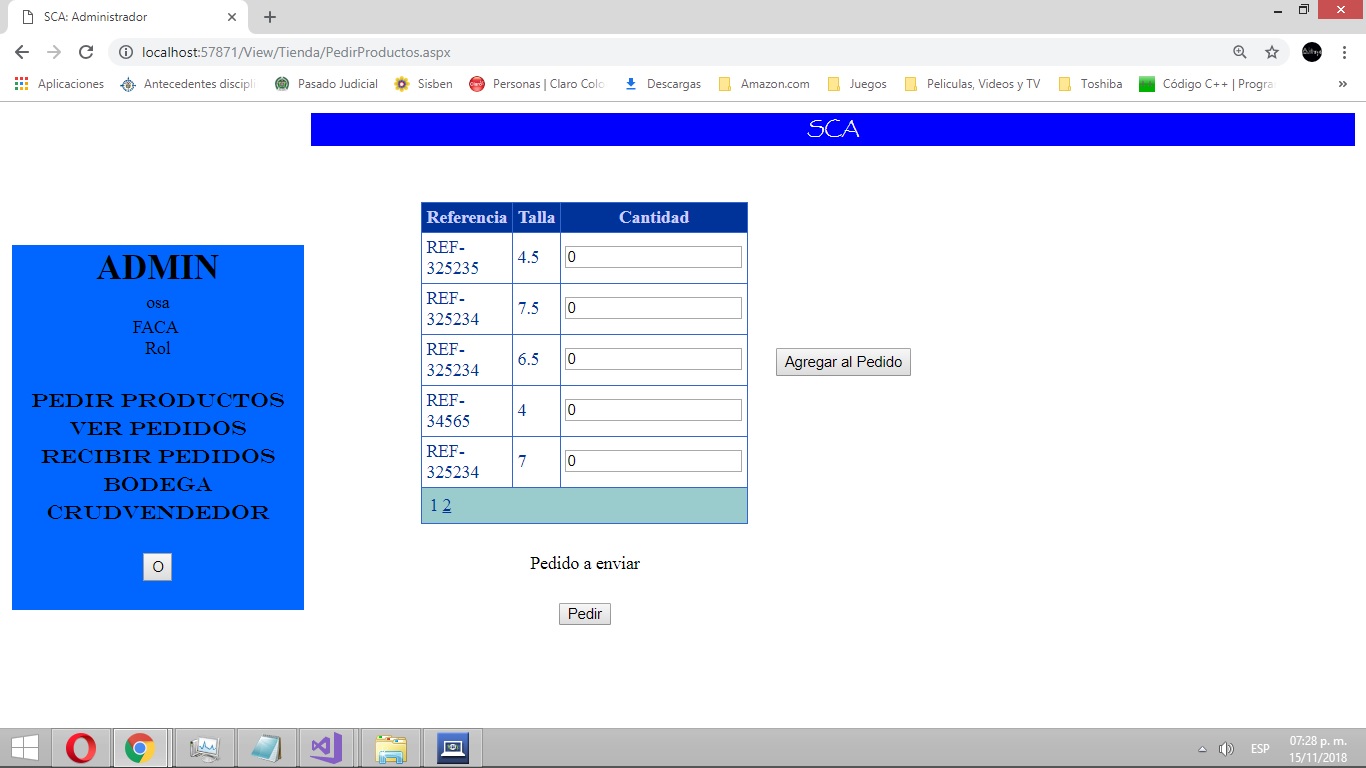 SCA: Administrador
localhost:57871/View/Tienda/PedirProductos.aspx
Aplicaciones
Antecedentes discipli
Pasado Judicial
Sisben
Personas | Claro Colo
Descargas
Amazon.com
Juegos
Peliculas, Videos y TV
Toshiba
Código C++ | Progra
»
SCA
ADMIN
osa
FACA
Rol
PEDIR PRODUCTOS
VER PEDIDOS
RECIBIR PEDIDOS
BODEGA
CRUDVENDEDOR
O
Referencia Talla Cantidad
REF-
325235 4.5 0
REF-
325234 7.5 0
REF-
325234 6.5 0
REF-
34565 4 0
REF-
325234 7 0
1 2
Agregar al Pedido
Pedido a enviar
Pedir
ESP
07:28 p. m.
15/11/2018